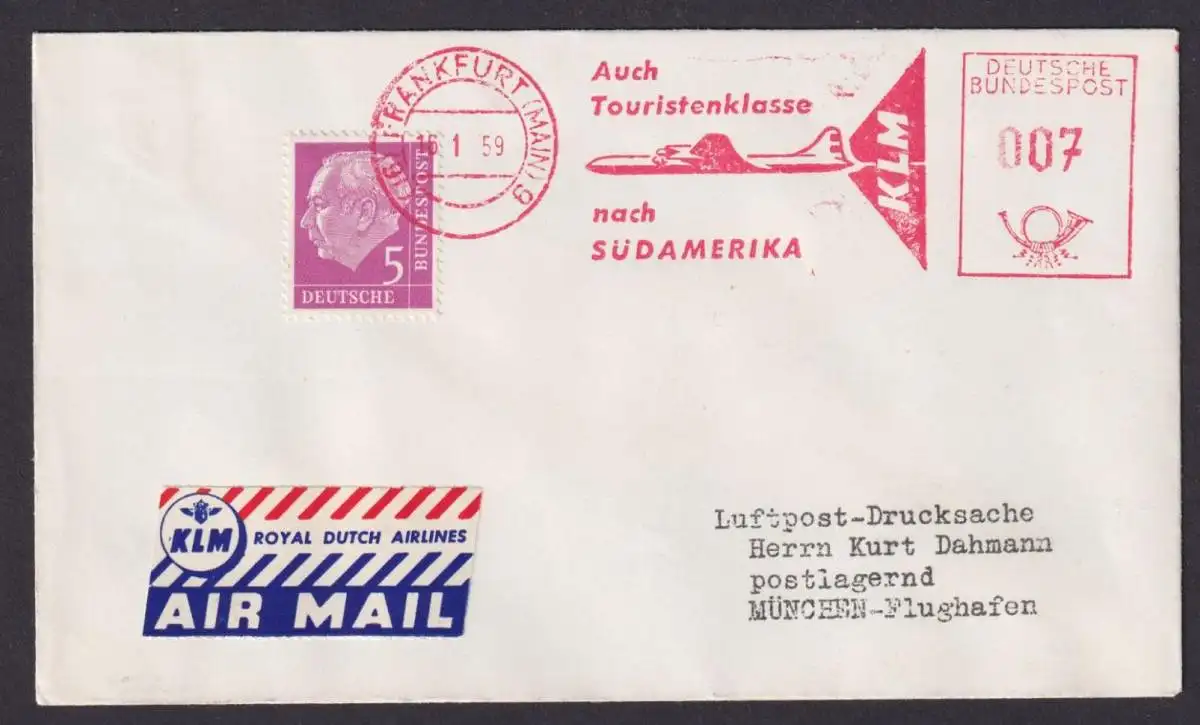 FRANKFURT (MAIN) 9
16 1 59
Auch
Touristenklasse
nach
SÜDAMERIKA
KLM
DEUTSCHE
BUNDESPOST
007
5
BUNDESPOST
DEUTSCHE
KLM
ROYAL DUTCH AIRLINES
AIR MAIL
Luftpost-Drucksache
Herrn Kurt Dahmann
postlagernd
MÜNCHEN-Flughafen